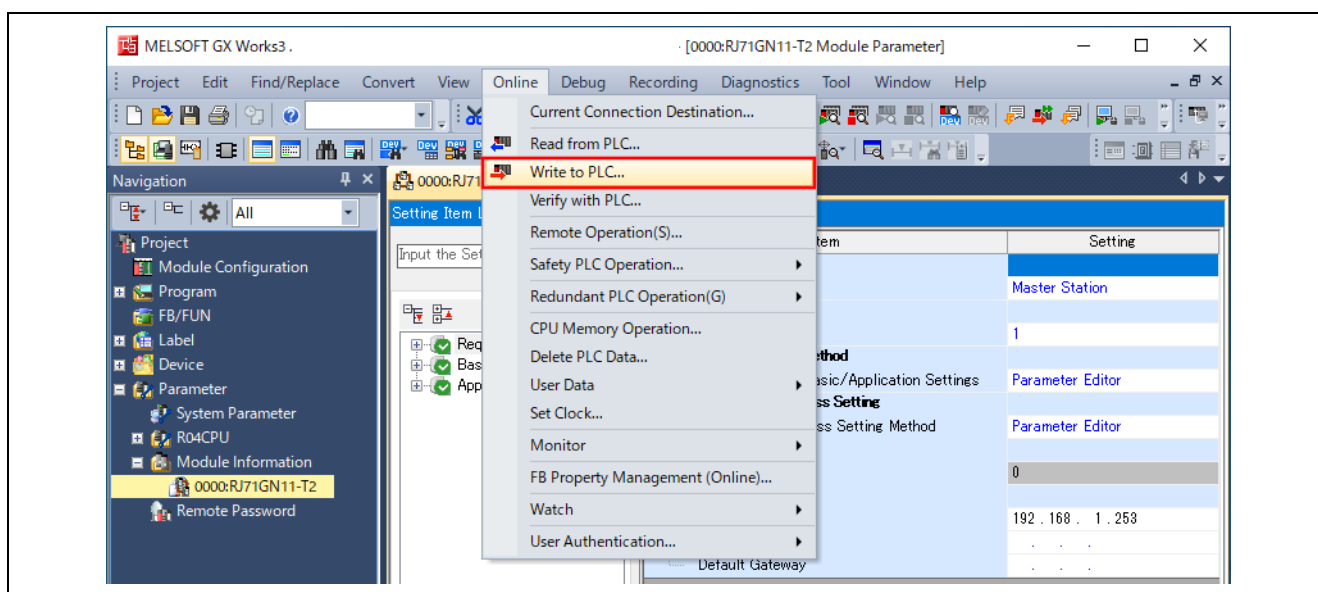 MELSOFT GX Works3 . · [0000:RJ71GN11-T2 Module Parameter]
Project Edit Find/Replace Convert View Online Debug Recording Diagnostics Tool Window Help
Navigation
All
Project
Module Configuration
Program
FB/FUN
Label
Device
Parameter
System Parameter
R04CPU
Module Information
0000:RJ71GN11-T2
Remote Password
0000:RJ71
Setting Item
Input the Set
Req
Bas
App
Current Connection Destination...
Read from PLC...
Write to PLC...
Verify with PLC...
Remote Operation(S)...
Safety PLC Operation...
Redundant PLC Operation(G)
CPU Memory Operation...
Delete PLC Data...
User Data
Set Clock...
Monitor
FB Property Management (Online)...
Watch
User Authentication...
tem Setting
Master Station
1
ethod
asic/Application Settings Parameter Editor
ss Setting
ss Setting Method Parameter Editor
0
192 . 168 . 1 . 253
. . .
Default Gateway . . .